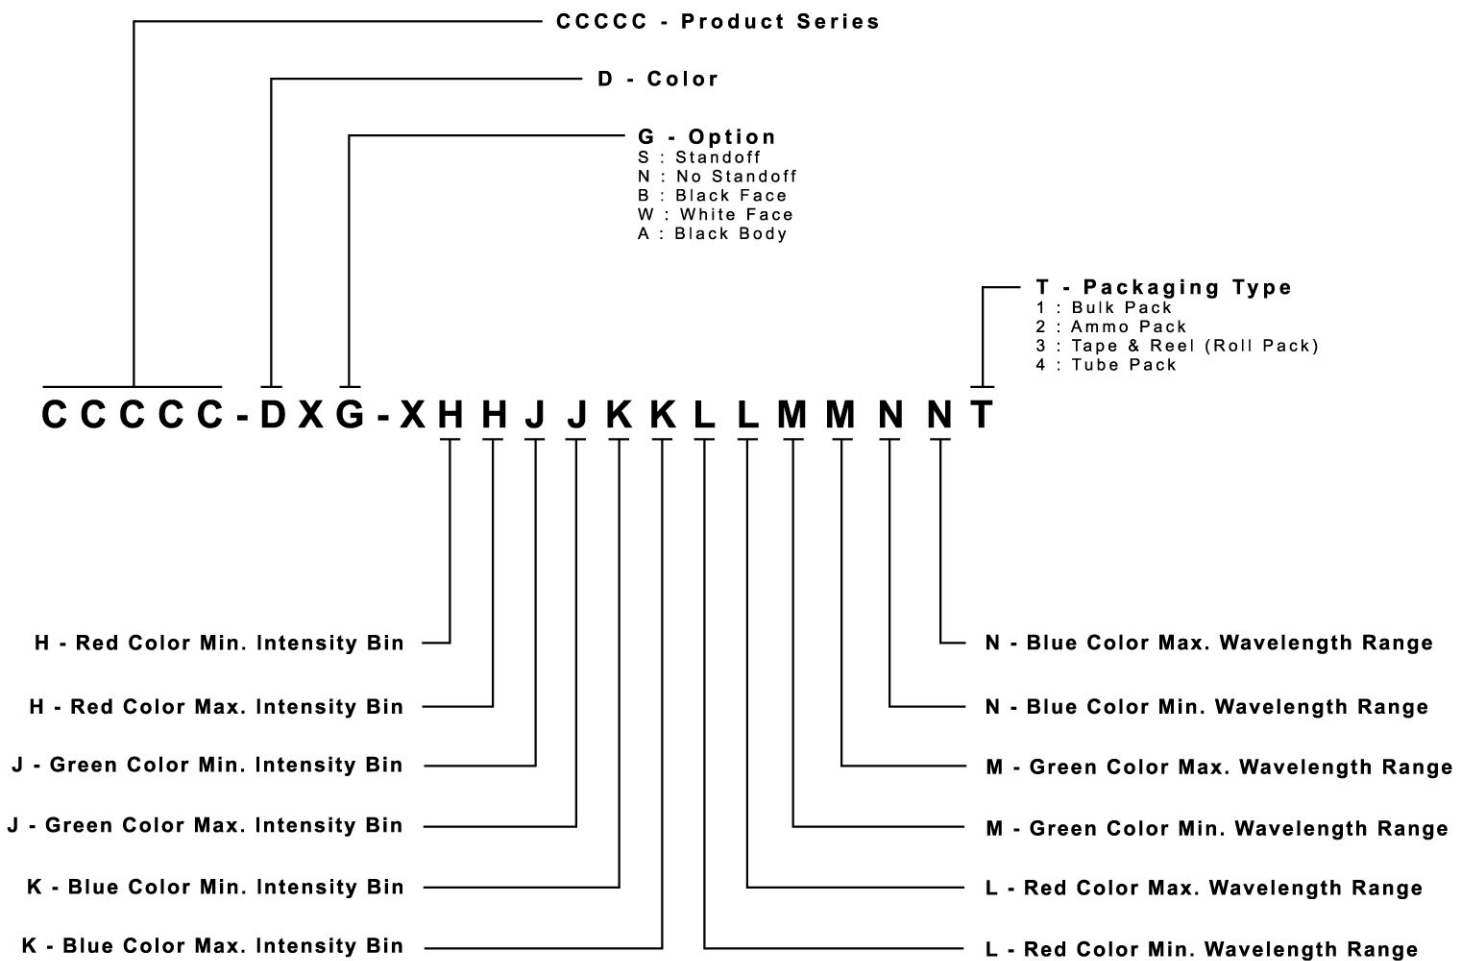 CCCCC - Product Series
D - Color
G - Option
S : Standoff
N : No Standoff
B : Black Face
W : White Face
A : Black Body
T - Packaging Type
1 : Bulk Pack
2 : Ammo Pack
3 : Tape & Reel (Roll Pack)
4 : Tube Pack
CCCCC-DXG-XHHJJKKLLMMNNT
H - Red Color Min. Intensity Bin
H - Red Color Max. Intensity Bin
J - Green Color Min. Intensity Bin
J - Green Color Max. Intensity Bin
K - Blue Color Min. Intensity Bin
K - Blue Color Max. Intensity Bin
N - Blue Color Max. Wavelength Range
N - Blue Color Min. Wavelength Range
M - Green Color Max. Wavelength Range
M - Green Color Min. Wavelength Range
L - Red Color Max. Wavelength Range
L - Red Color Min. Wavelength Range